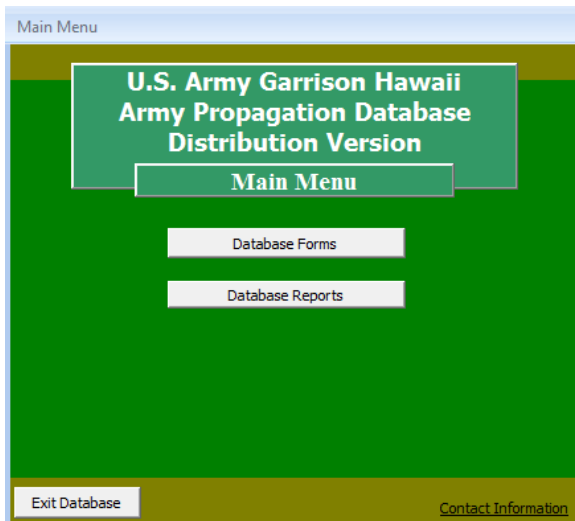 Main Menu
U.S. Army Garrison Hawaii
Army Propagation Database
Distribution Version
Main Menu
Database Forms
Database Reports
Exit Database
Contact Information